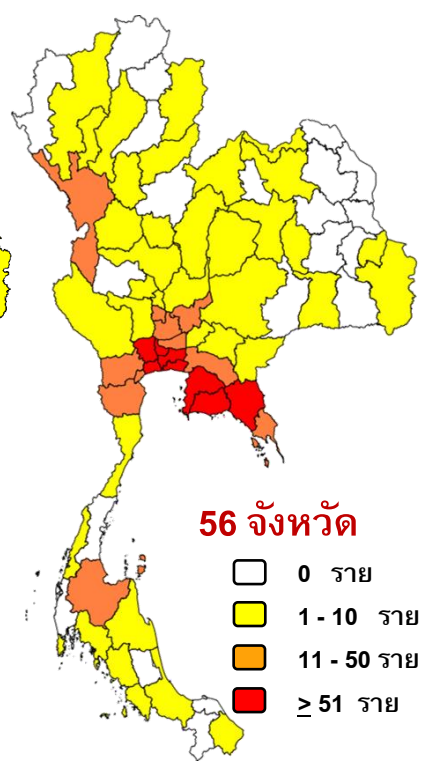 56 จังหวัด
0 ราย
1 - 10 ราย
11 - 50 ราย
≥ 51 ราย